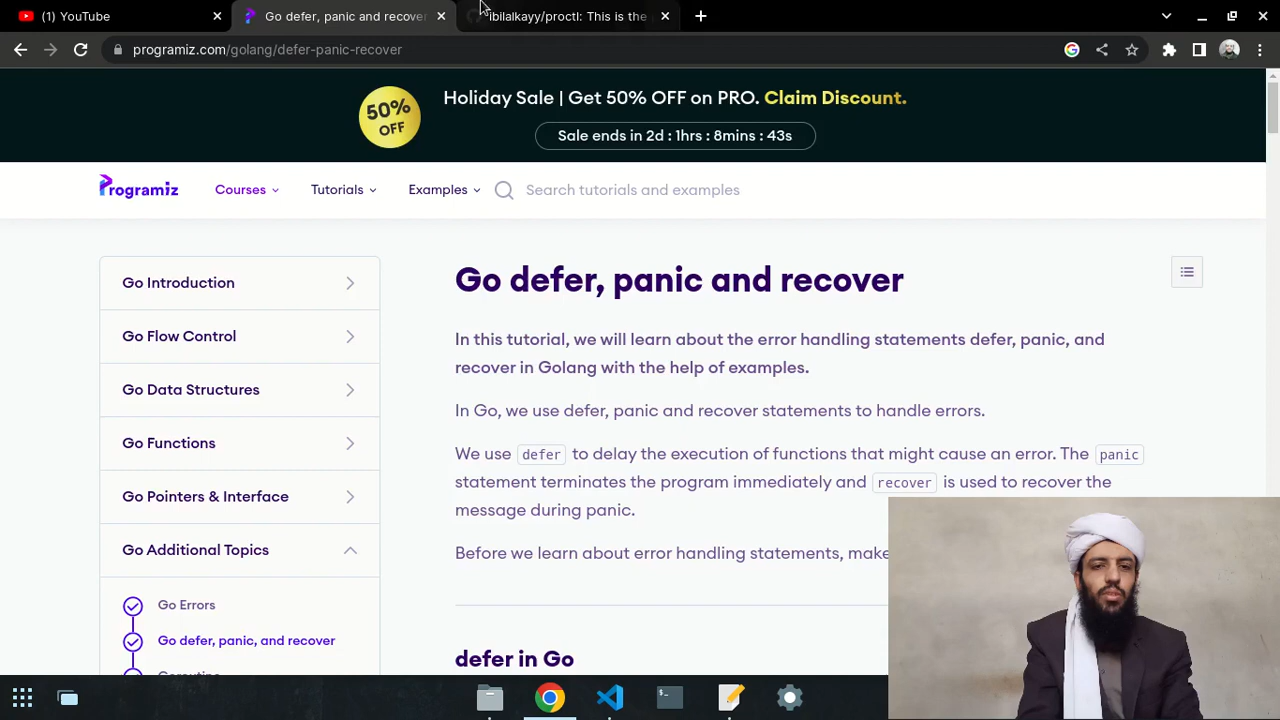 (1) YouTube
Go defer, panic and recover
ibilalkayy/proctl: This is the
programiz.com/golang/defer-panic-recover
50% OFF
Holiday Sale | Get 50% OFF on PRO. Claim Discount.
Sale ends in 2d : 1hrs : 8mins : 43s
Programiz
Courses
Tutorials
Examples
Search tutorials and examples
Go Introduction
Go Flow Control
Go Data Structures
Go Functions
Go Pointers & Interface
Go Additional Topics
Go Errors
Go defer, panic, and recover
Go defer, panic and recover
In this tutorial, we will learn about the error handling statements defer, panic, and
recover in Golang with the help of examples.
In Go, we use defer, panic and recover statements to handle errors.
We use defer to delay the execution of functions that might cause an error. The panic
statement terminates the program immediately and recover is used to recover the
message during panic.
Before we learn about error handling statements, make
defer in Go